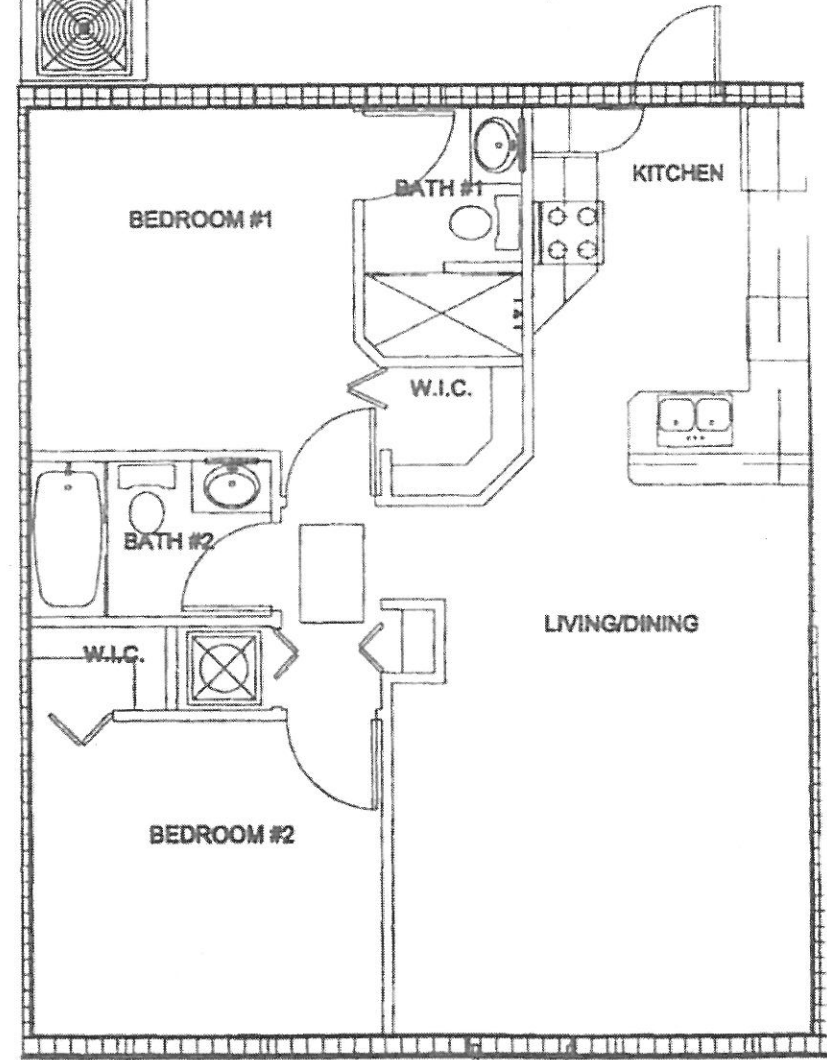 KITCHEN
BATH #1
BEDROOM #1
W.I.C.
BATH #2
LIVING/DINING
W.I.C.
BEDROOM #2